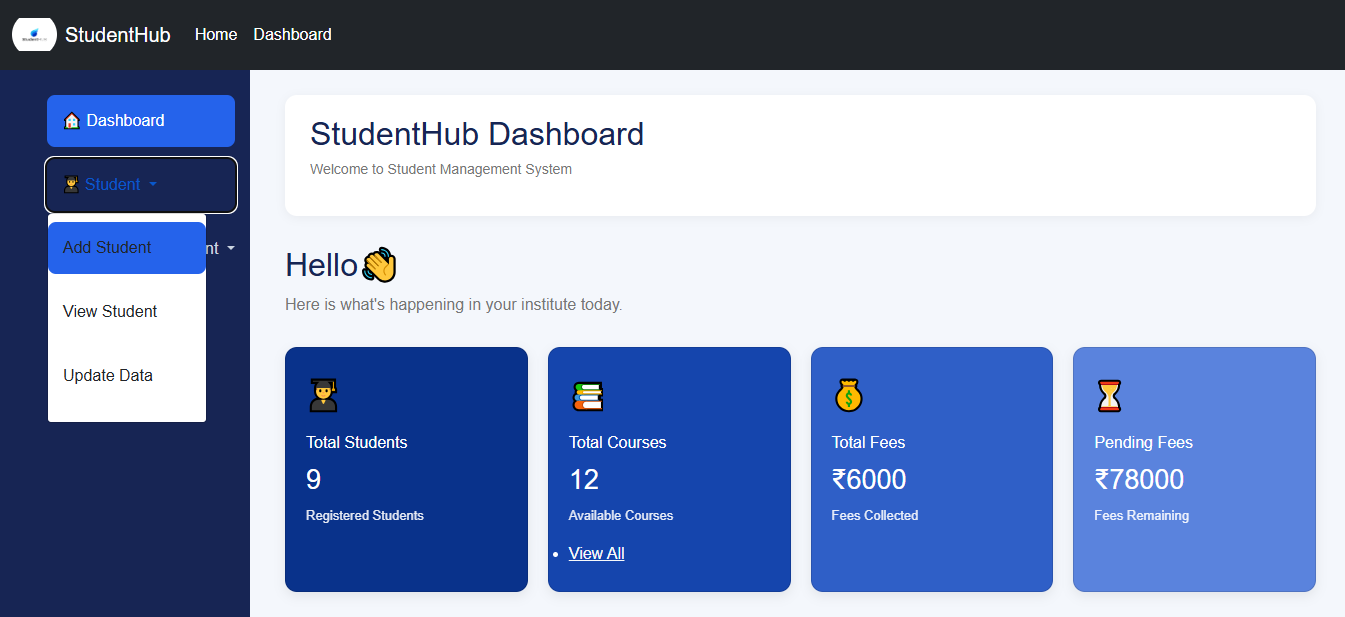 StudentHub Home Dashboard
Dashboard
Student
Add Student
nt
View Student
Update Data
StudentHub Dashboard
Welcome to Student Management System
Hello
Here is what's happening in your institute today.
Total Students
9
Registered Students
Total Courses
12
Available Courses
View All
Total Fees
₹6000
Fees Collected
Pending Fees
₹78000
Fees Remaining